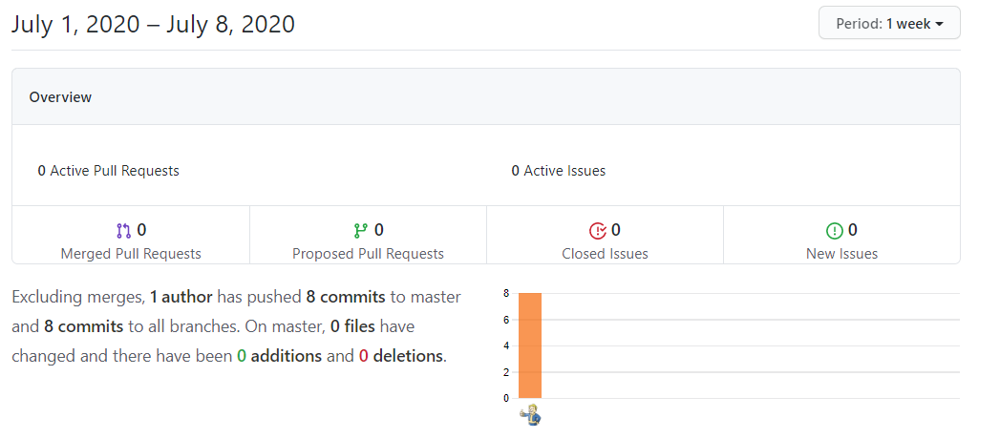 July 1, 2020 – July 8, 2020
Period: 1 week
Overview
0 Active Pull Requests
0 Active Issues
0
Merged Pull Requests
0
Proposed Pull Requests
0
Closed Issues
0
New Issues
Excluding merges, 1 author has pushed 8 commits to master
and 8 commits to all branches. On master, 0 files have
changed and there have been 0 additions and 0 deletions.
8
6
4
2
0